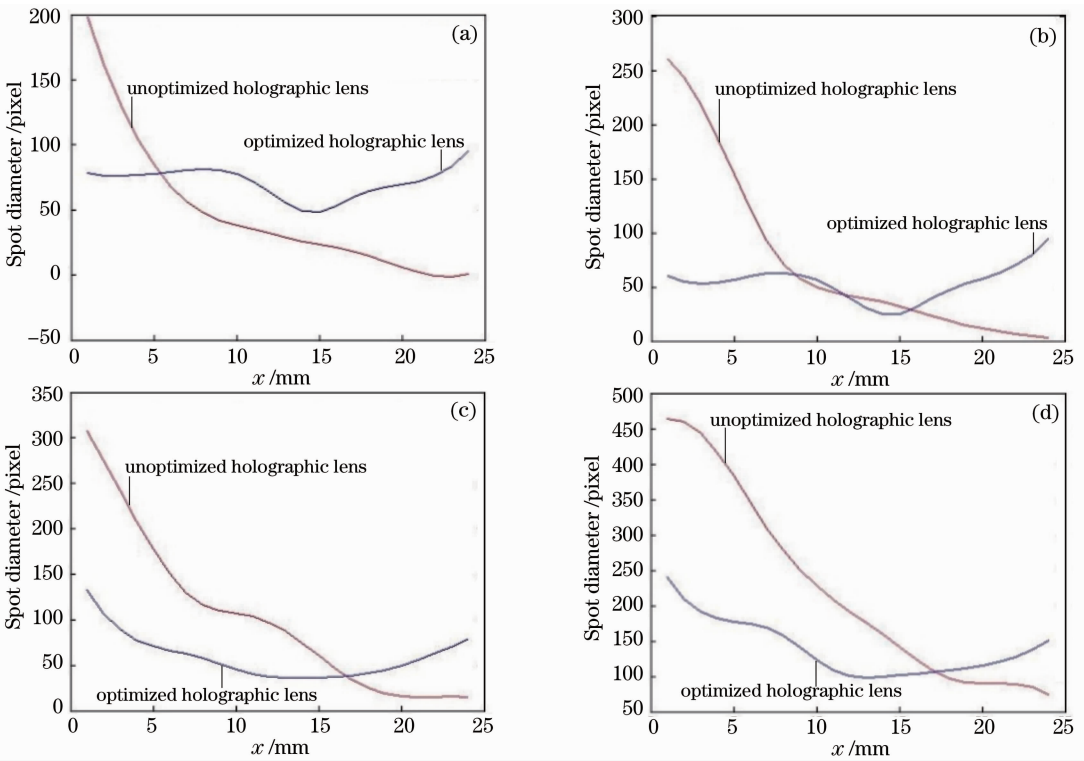 (a)
200
150
100
50
0
−50
Spot diameter /pixel
unoptimized holographic lens
optimized holographic lens
0 5 10 15 20 25
x /mm
(b)
300
250
200
150
100
50
0
Spot diameter /pixel
unoptimized holographic lens
optimized holographic lens
0 5 10 15 20 25
x /mm
(c)
350
300
250
200
150
100
50
0
Spot diameter /pixel
unoptimized holographic lens
optimized holographic lens
0 5 10 15 20 25
x /mm
(d)
500
450
400
350
300
250
200
150
100
50
Spot diameter /pixel
unoptimized holographic lens
optimized holographic lens
0 5 10 15 20 25
x /mm